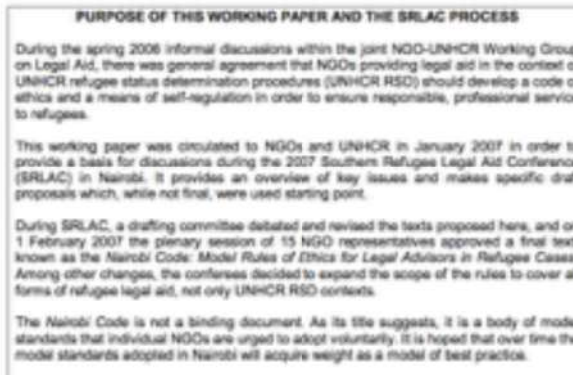 PURPOSE OF THIS WORKING PAPER AND THE SRLAC PROCESS
During the spring 2006 informal discussions within the joint NGO-UNHCR Working Group
on Legal Aid, there was general agreement that NGOs providing legal aid in the context o
UNHCR refugee status determination procedures (UNHCR RSD) should develop a code o
ethics and a means of self-regulation in order to ensure responsible, professional service
to refugees.
This working paper was circulated to NGOs and UNHCR in January 2007 in order to
provide a basis for discussions during the 2007 Southern Refugee Legal Aid Conference
(SRLAC) in Nairobi. It provides an overview of key issues and makes specific draf
proposals which, while not final, were used starting point.
During SRLAC, a drafting committee debated and revised the texts proposed here, and on
1 February 2007 the plenary session of 15 NGO representatives approved a final text
known as the Nairobi Code: Model Rules of Ethics for Legal Advisors in Refugee Cases
Among other changes, the conferees decided to expand the scope of the rules to cover al
forms of refugee legal aid, not only UNHCR RSD contexts.
The Nairobi Code is not a binding document. As its title suggests, it is a body of mode
standards that individual NGOs are urged to adopt voluntarily. It is hoped that over time the
model standards adopted in Nairobi will acquire weight as a model of best practice.